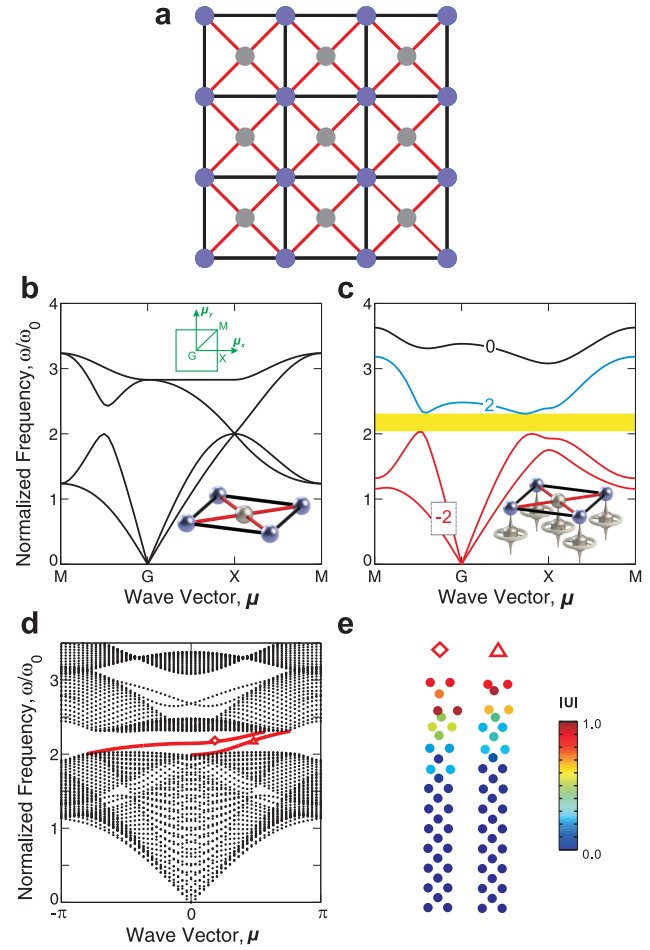 a
b
c
4
3
2
1
0
Normalized Frequency, ω/ω0
μy
M
G
μx
X
M
G
X
M
Wave Vector, μ
4
3
2
1
0
0
2
-2
M
G
X
M
Wave Vector, μ
d
e
3
2
1
0
Normalized Frequency, ω/ω0
-π
0
π
Wave Vector, μ
|U|
1.0
0.0